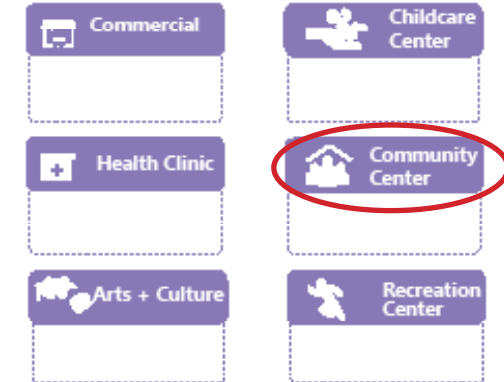 Commercial
Childcare
Center
Health Clinic
Community
Center
Arts + Culture
Recreation
Center